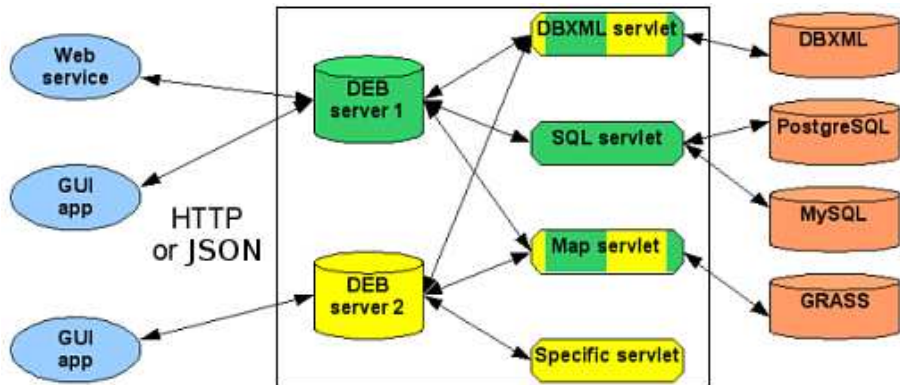 Web
service
GUI
app
GUI
app
HTTP
or JSON
DEB
server 1
DEB
server 2
DBXML servlet
SQL servlet
Map servlet
Specific servlet
DBXML
PostgreSQL
MySQL
GRASS